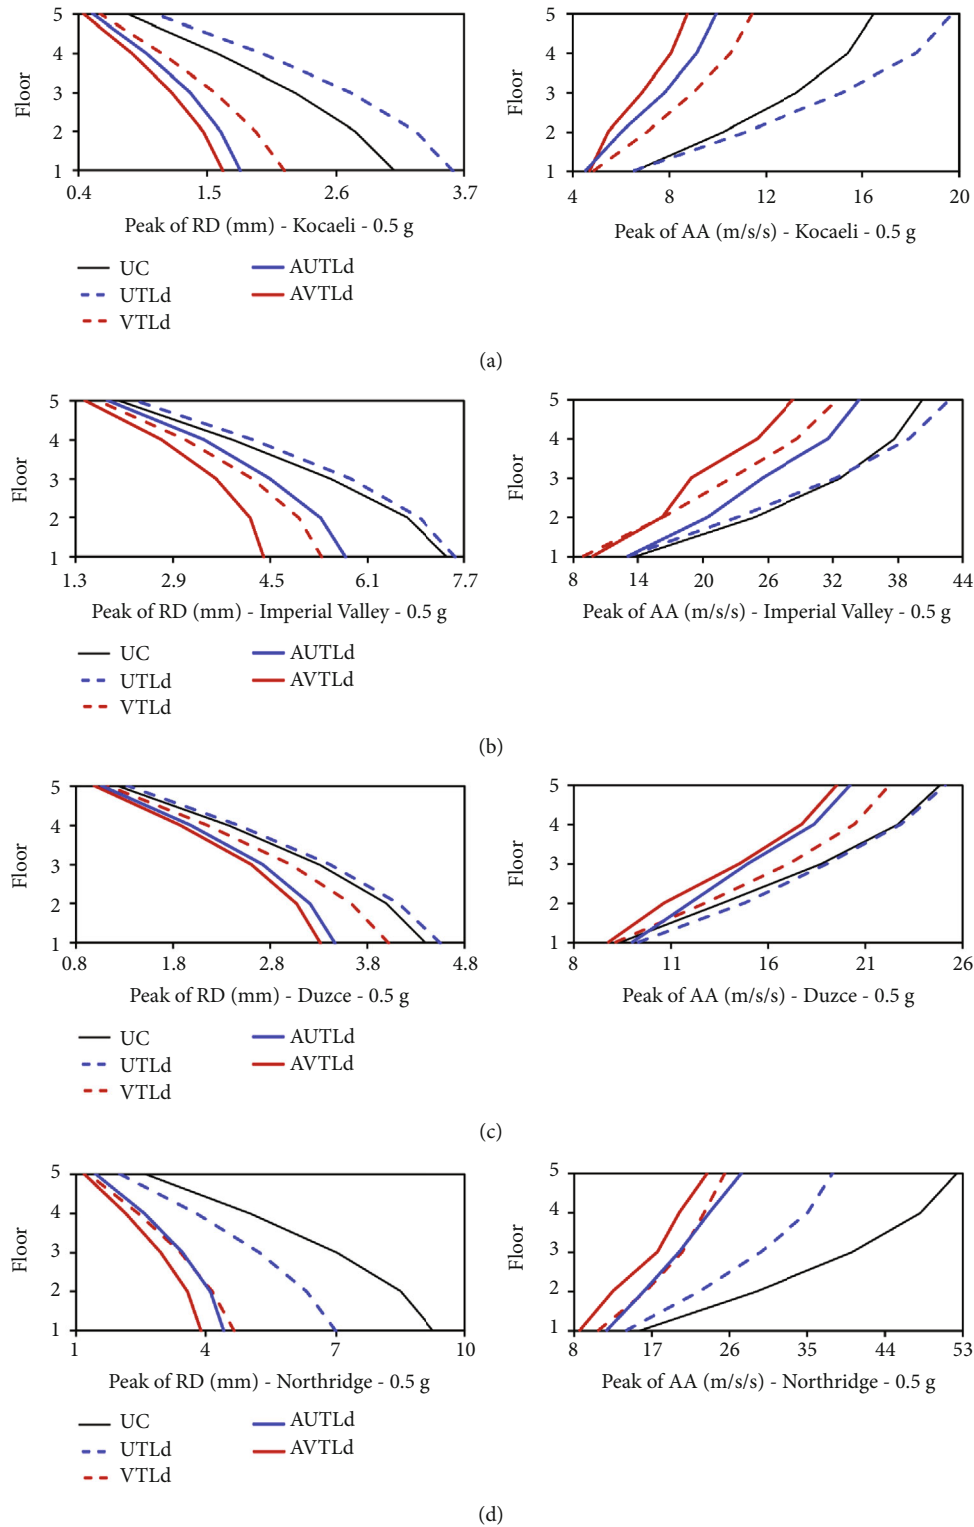 5
4
3
2
1
Floor
0.4 1.5 2.6 3.7
Peak of RD (mm) - Kocaeli - 0.5 g
5
4
3
2
1
Floor
4 8 12 16 20
Peak of AA (m/s/s) - Kocaeli - 0.5 g
UC
UTLd
VTLd
AUTLd
AVTLd
(a)
5
4
3
2
1
Floor
1.3 2.9 4.5 6.1 7.7
Peak of RD (mm) - Imperial Valley - 0.5 g
5
4
3
2
1
Floor
8 14 20 26 32 38 44
Peak of AA (m/s/s) - Imperial Valley - 0.5 g
UC
UTLd
VTLd
AUTLd
AVTLd
(b)
5
4
3
2
1
Floor
0.8 1.8 2.8 3.8 4.8
Peak of RD (mm) - Duzce - 0.5 g
5
4
3
2
1
Floor
8 11 16 21 26
Peak of AA (m/s/s) - Duzce - 0.5 g
UC
UTLd
VTLd
AUTLd
AVTLd
(c)
5
4
3
2
1
Floor
1 4 7 10
Peak of RD (mm) - Northridge - 0.5 g
5
4
3
2
1
Floor
8 17 26 35 44 53
Peak of AA (m/s/s) - Northridge - 0.5 g
UC
UTLd
VTLd
AUTLd
AVTLd
(d)